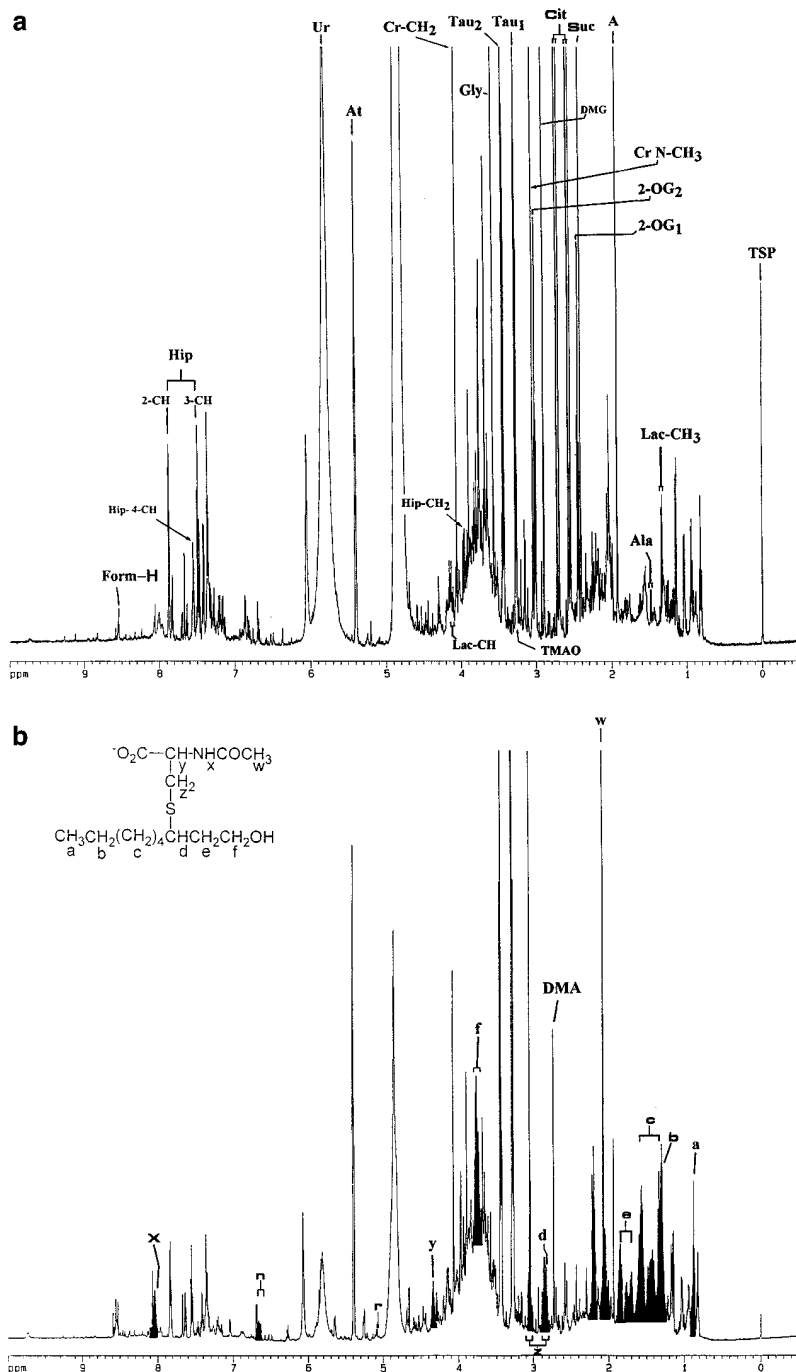 a
Ur
Cr-CH2
Tau2
Tau1
Cit
Suc
A
At
Gly
DMG
Cr N-CH3
2-OG2
2-OG1
TSP
Hip
2-CH
3-CH
Lac-CH3
Hip-CH2
Hip- 4-CH
Ala
Form-H
Lac-CH
TMAO
ppm 9 8 7 6 5 4 3 2 1 0
b
w
-O2C-CH-NHCOCH3
y x w
CH2
z
S
CH3CH2(CH2)4CHCH2CH2OH
a b c d e f
DMA
f
c
b
a
e
x
n
y
d
r
z
ppm 9 8 7 6 5 4 3 2 1 0